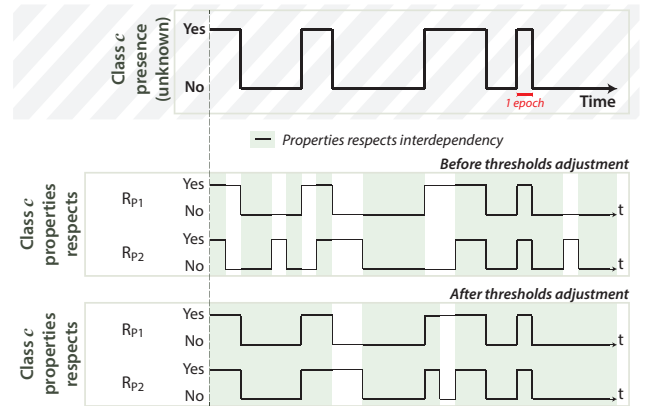 Class C
presence
(unknown)
Yes
No
1 epoch
Time
Properties respects interdependency
Before thresholds adjustment
Class C
properties
respects
RP1
Yes
No
t
RP2
Yes
No
t
After thresholds adjustment
Class C
properties
respects
RP1
Yes
No
t
RP2
Yes
No
t